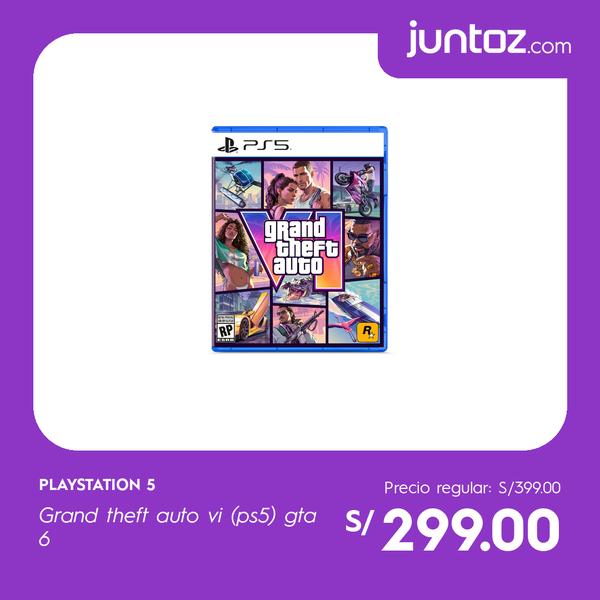 juntoz.com
PS5
VI
grand
theft
auto
RP
ESRB
R
PLAYSTATION 5
Grand theft auto vi (ps5) gta
6
Precio regular: S/399.00
S/ 299.00